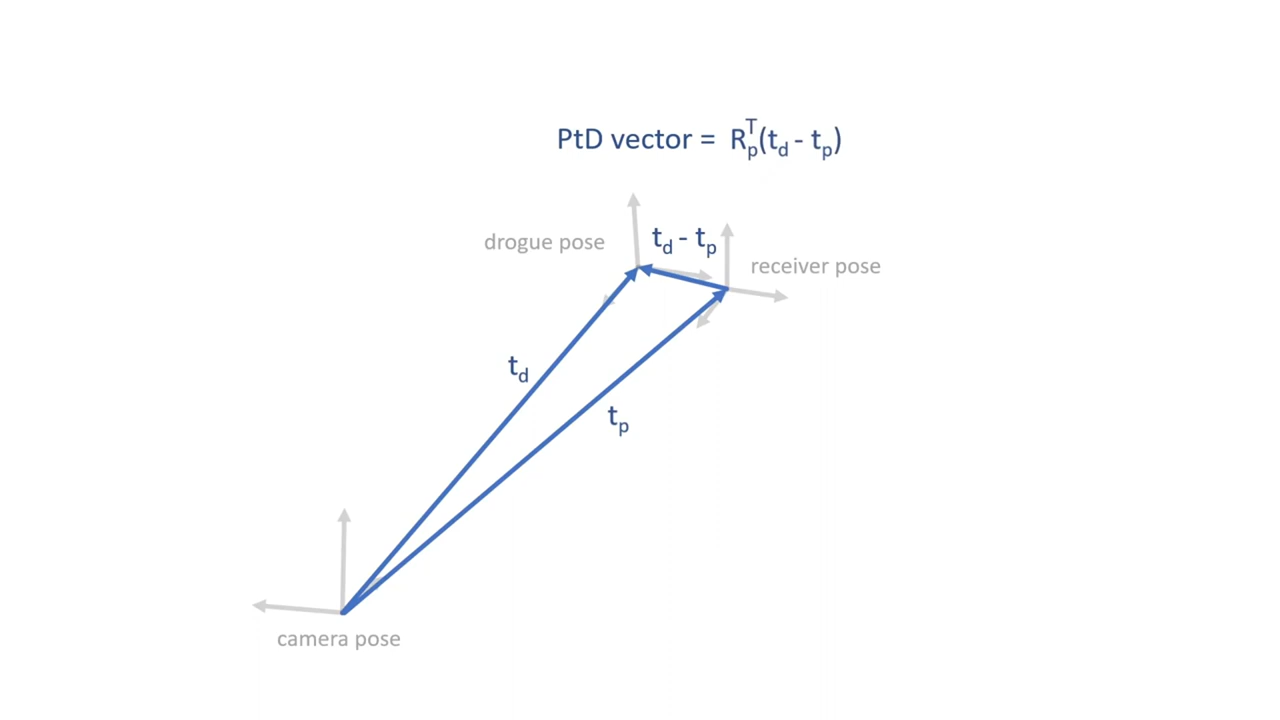 PtD vector = R_p^T(t_d - t_p)
t_d - t_p
drogue pose
receiver pose
t_d
t_p
camera pose